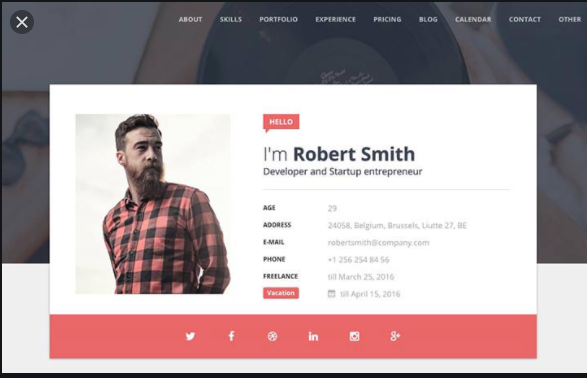 ABOUT SKILLS PORTFOLIO EXPERIENCE PRICING BLOG CALENDAR CONTACT OTHER
HELLO
I'm Robert Smith
Developer and Startup entrepreneur
AGE 29
ADDRESS 24058, Belgium, Brussels, Liutte 27, BE
E-MAIL robertsmith@company.com
PHONE +1 256 254 84 56
FREELANCE till March 25, 2016
Vacation till April 15, 2016